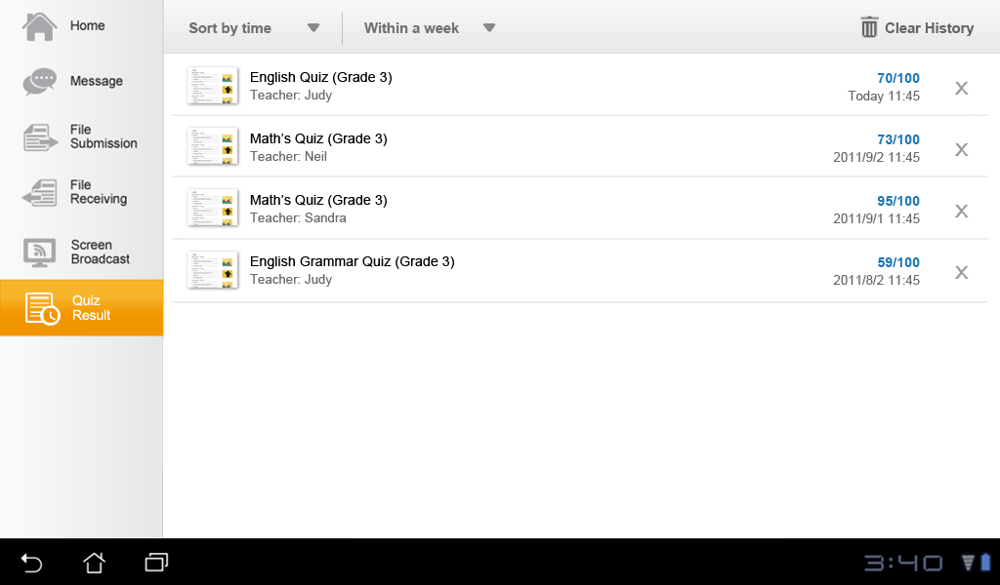 Home
Message
File
Submission
File
Receiving
Screen
Broadcast
Quiz
Result
Sort by time
Within a week
Clear History
English Quiz (Grade 3)
Teacher: Judy
70/100
Today 11:45
X
Math's Quiz (Grade 3)
Teacher: Neil
73/100
2011/9/2 11:45
X
Math's Quiz (Grade 3)
Teacher: Sandra
95/100
2011/9/1 11:45
X
English Grammar Quiz (Grade 3)
Teacher: Judy
59/100
2011/8/2 11:45
X
3:40